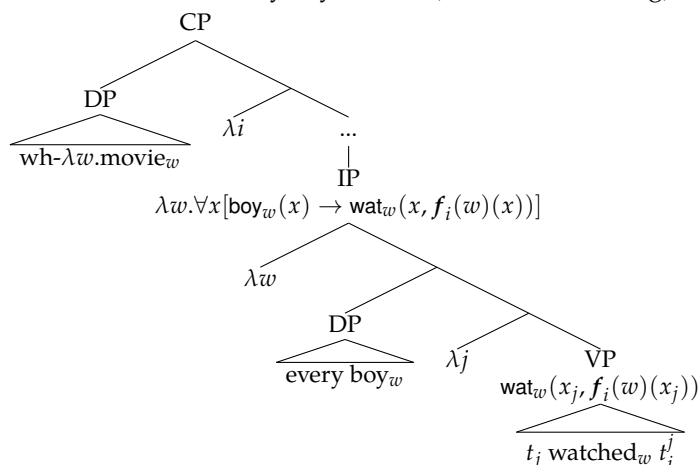 CP
DP
λi
...
wh-λw.movie_w
IP
λw.∀x[boy_w(x) → wat_w(x, f_i(w)(x))]
λw
DP
λj
VP
every boy_w
wat_w(x_j, f_i(w)(x_j))
t_j watched_w t_i^j